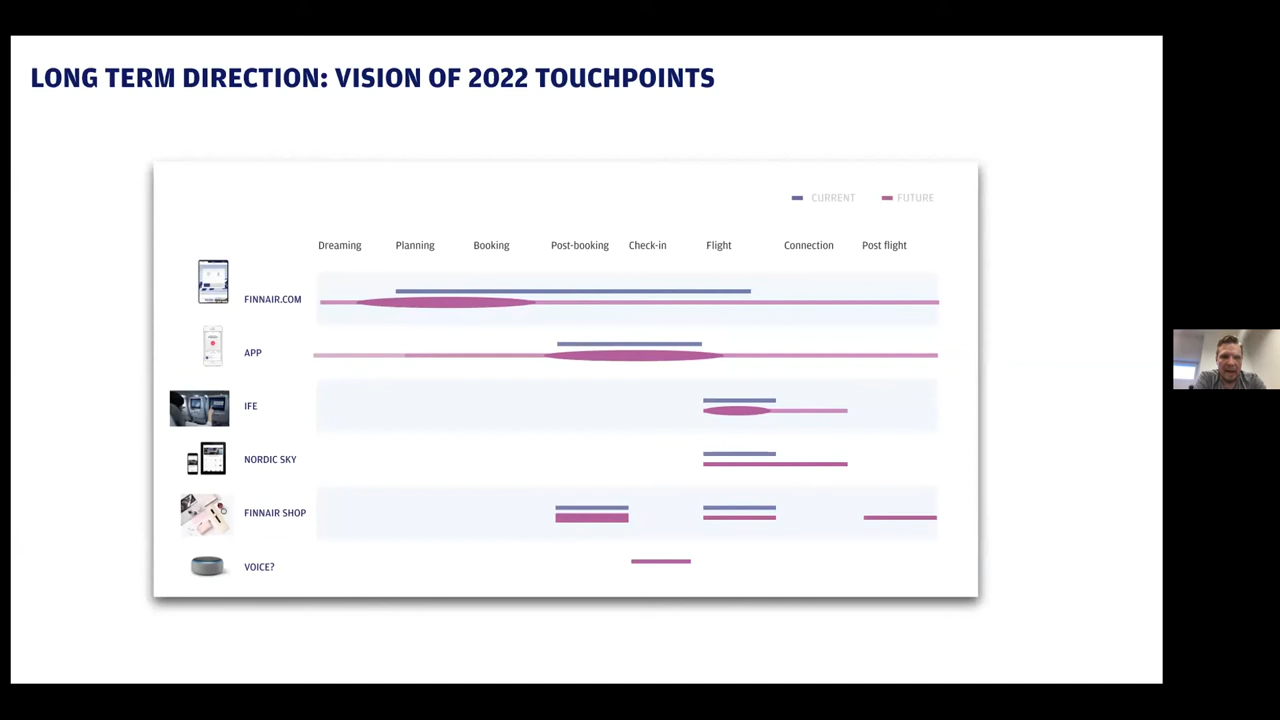 LONG TERM DIRECTION: VISION OF 2022 TOUCHPOINTS
CURRENT FUTURE
Dreaming Planning Booking Post-booking Check-in Flight Connection Post flight
FINNAIR.COM
APP
IFE
NORDIC SKY
FINNAIR SHOP
VOICE?